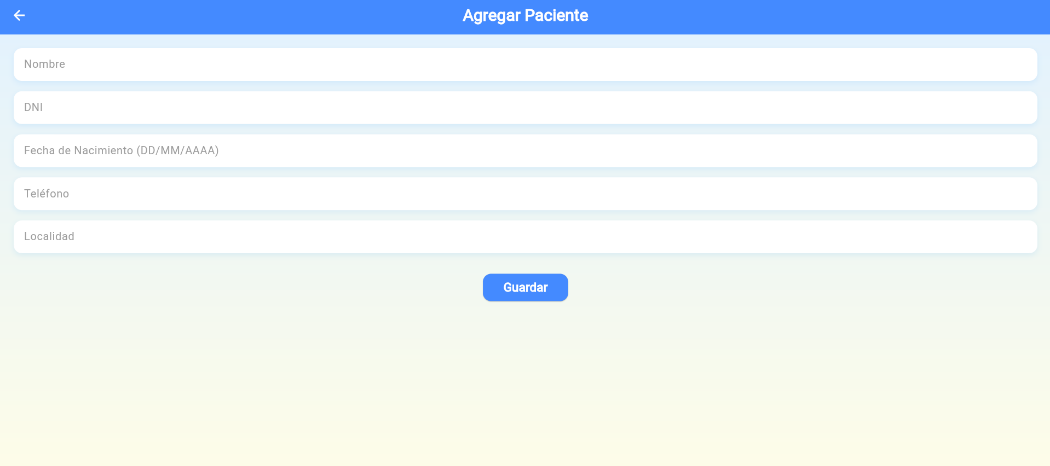 Agregar Paciente
Nombre
DNI
Fecha de Nacimiento (DD/MM/AAAA)
Teléfono
Localidad
Guardar